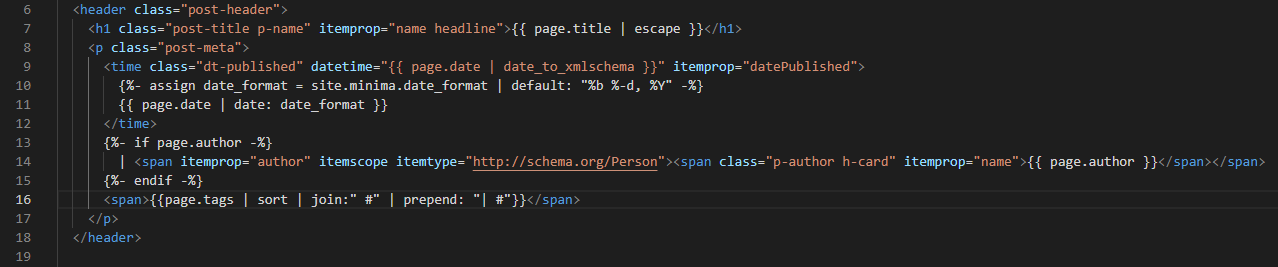 6 <header class="post-header">
7 <h1 class="post-title p-name" itemprop="name headline">{{ page.title | escape }}</h1>
8 <p class="post-meta">
9 <time class="dt-published" datetime="{{ page.date | date_to_xmlschema }}" itemprop="datePublished">
10 {%- assign date_format = site.minima.date_format | default: "%b %-d, %Y" -%}
11 {{ page.date | date: date_format }}
12 </time>
13 {%- if page.author -%}
14 | <span itemprop="author" itemscope itemtype="http://schema.org/Person"><span class="p-author h-card" itemprop="name">{{ page.author }}</span></span>
15 {%- endif -%}
16 <span>{{page.tags | sort | join:" #" | prepend: "| #"}}</span>
17 </p>
18 </header>
19